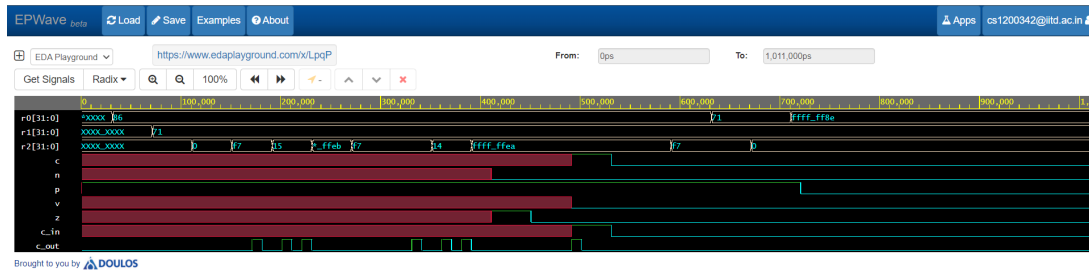 EPWave beta Load Save Examples About Apps cs1200342@iitd.ac.in
EDA Playground https://www.edaplayground.com/x/LpqP From: 0ps To: 1,011,000ps
Get Signals Radix 100%
0 100,000 200,000 300,000 400,000 500,000 600,000 700,000 800,000 900,000 1,
r0[31:0] *XXXX 86 71 ffff_ff8e
r1[31:0] XXXX_XXXX 71
r2[31:0] XXXX_XXXX 0 f7 15 *_ffeb f7 14 ffff_ffea f7 0
c
n
p
v
z
c_in
c_out
Brought to you by DOULOS